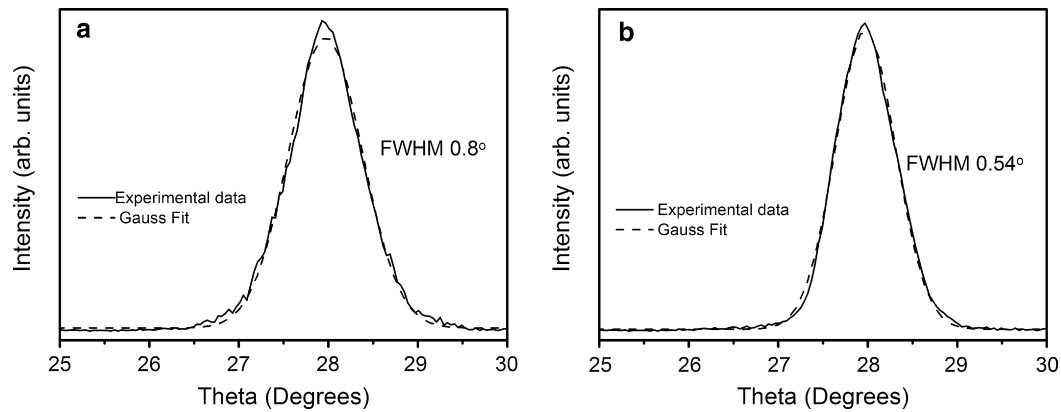 a
Intensity (arb. units)
FWHM 0.8°
Experimental data
Gauss Fit
25 26 27 28 29 30
Theta (Degrees)
b
Intensity (arb. units)
FWHM 0.54°
Experimental data
Gauss Fit
25 26 27 28 29 30
Theta (Degrees)